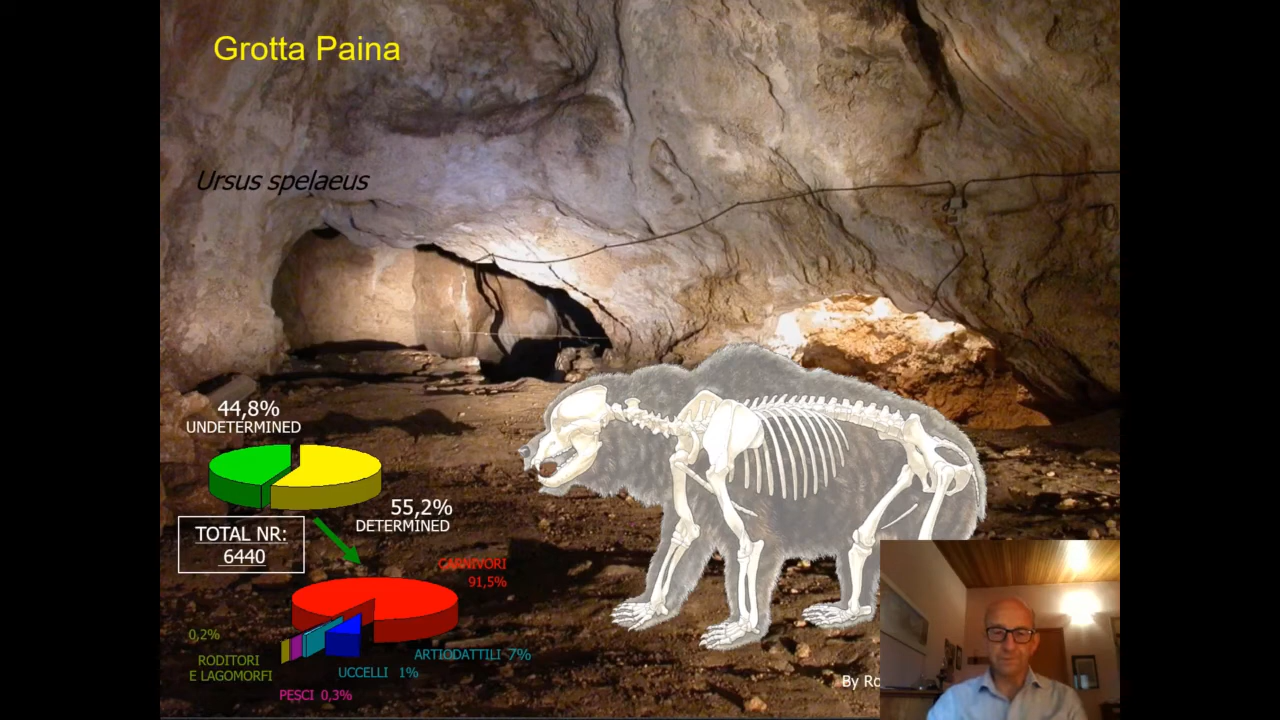 Grotta Paina
Ursus spelaeus
44,8%
UNDETERMINED
55,2%
DETERMINED
TOTAL NR:
6440
CARNIVORI
91,5%
0,2%
RODITORI
E LAGOMORFI
ARTIODATTILI 7%
UCCELLI 1%
PESCI 0,3%
By